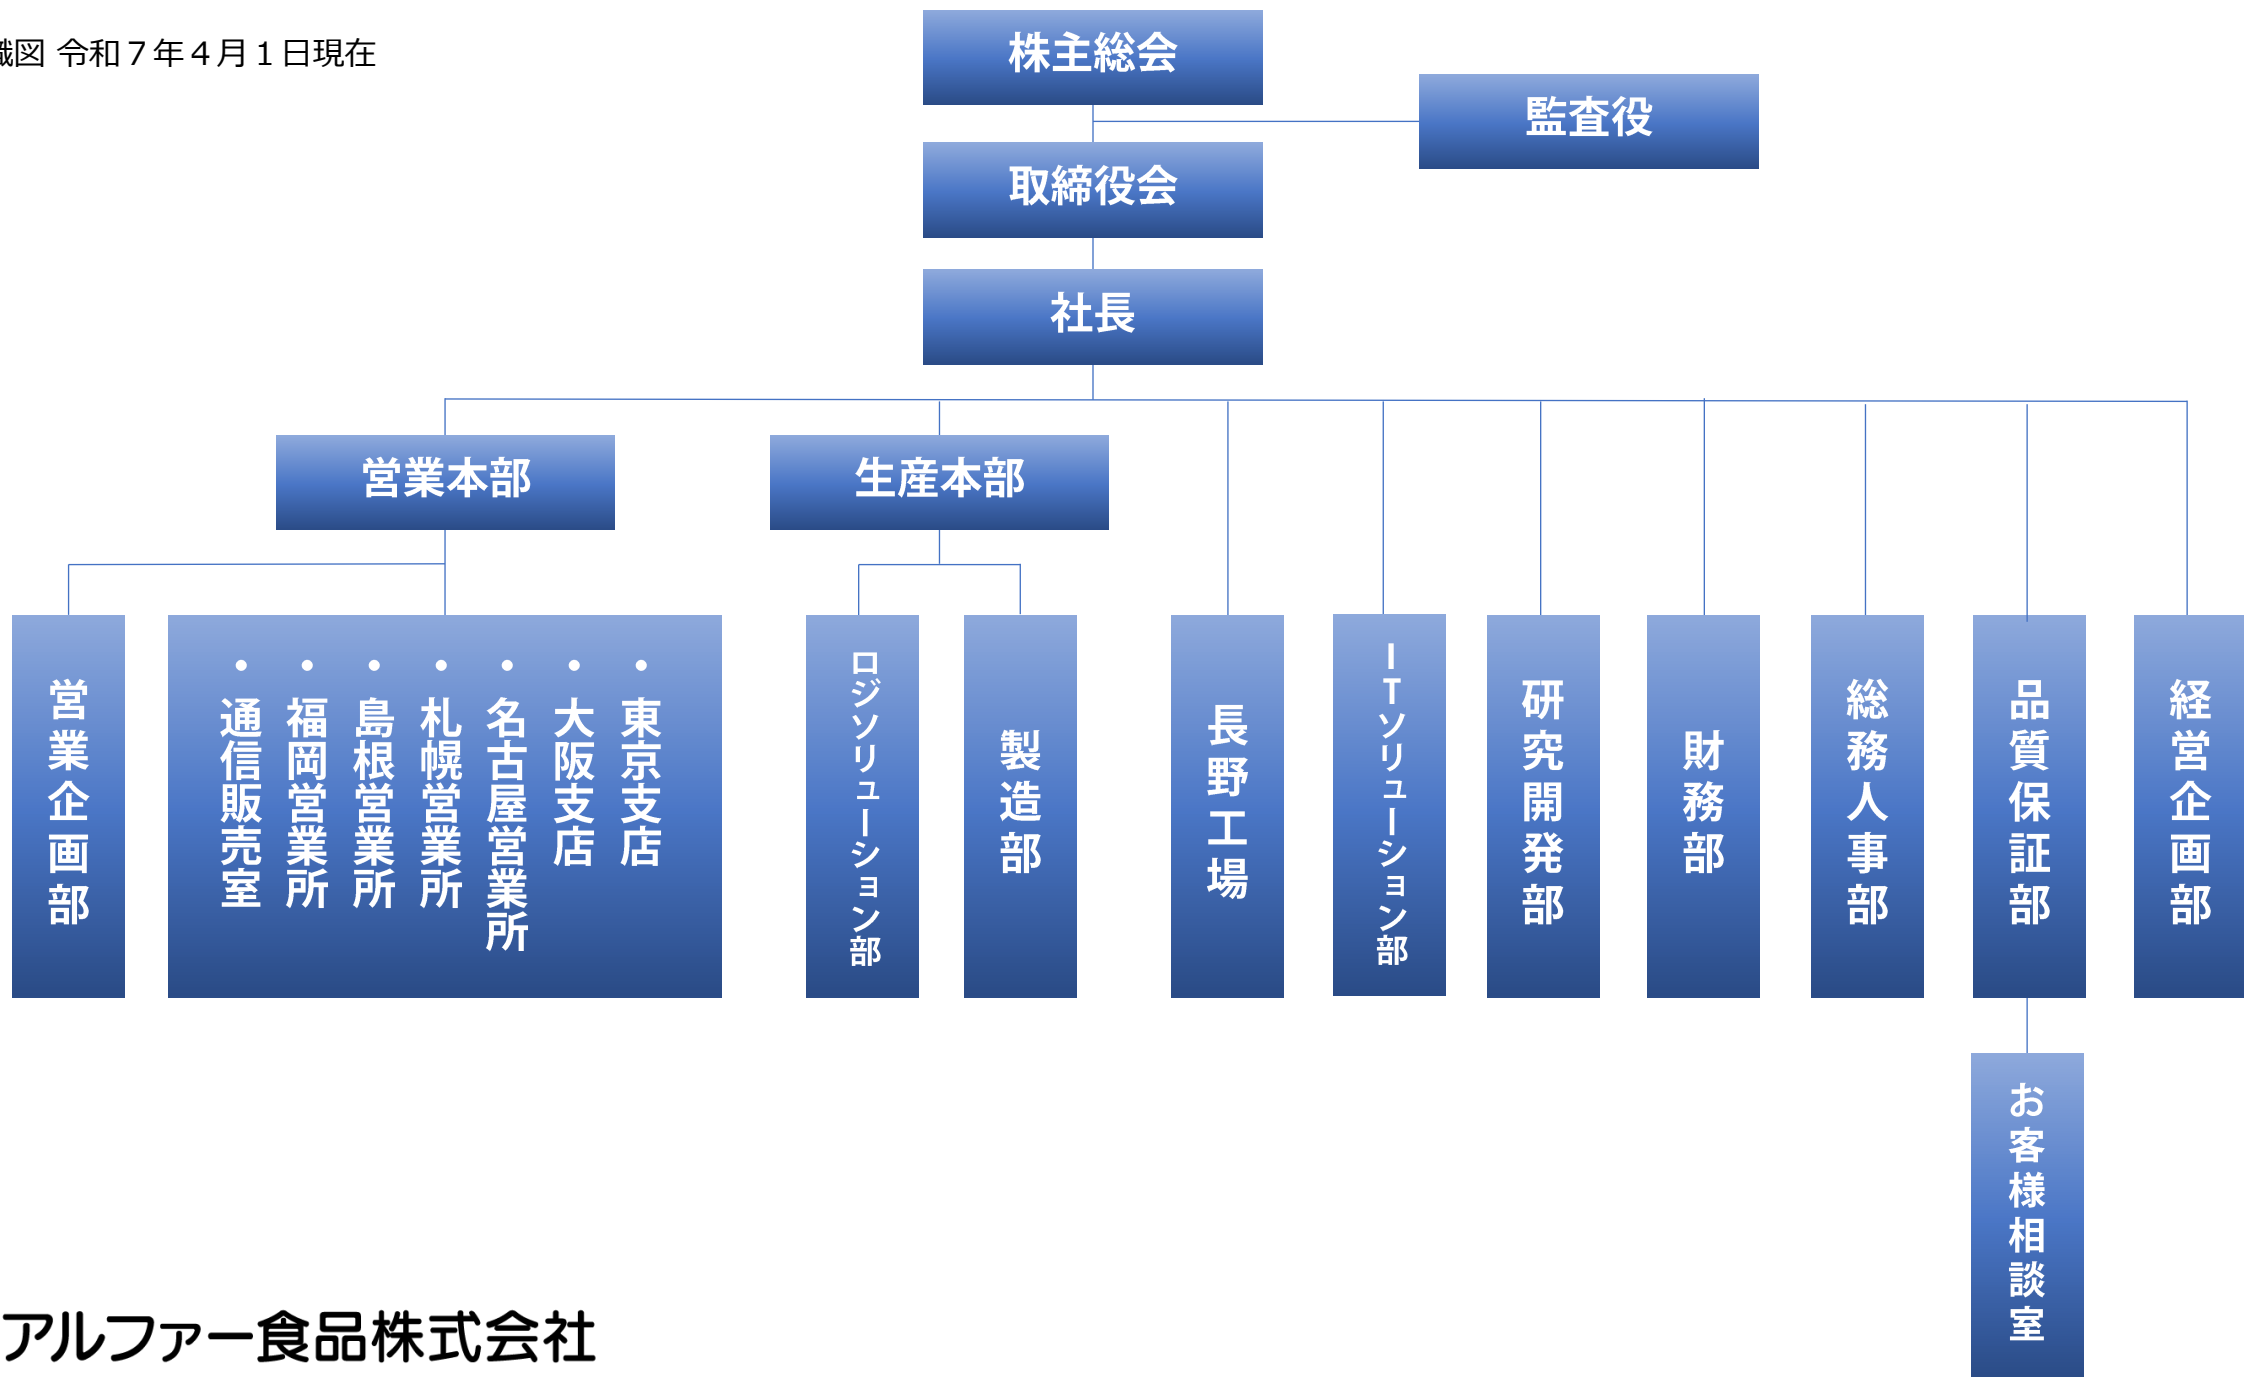 図 令和７年４月１日現在
株主総会
監査役
取締役会
社長
営業本部
生産本部
営業企画部
・東京支店
・大阪支店
・名古屋営業所
・札幌営業所
・島根営業所
・福岡営業所
・通信販売室
ロジソリューション部
製造部
長野工場
ＩＴソリューション部
研究開発部
財務部
総務人事部
品質保証部
経営企画部
お客様相談室
アルファー食品株式会社